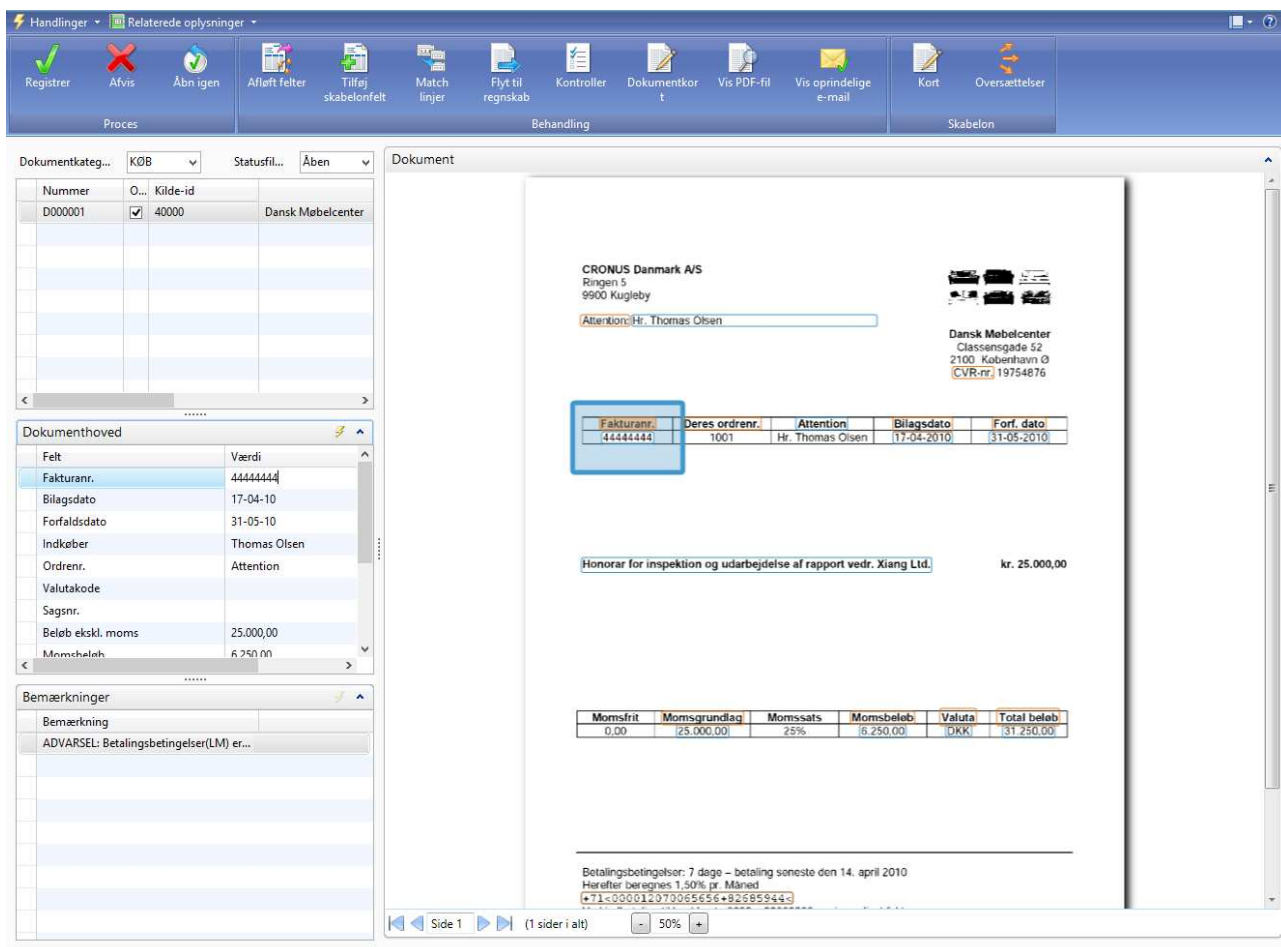 Handlinger Relaterede oplysninger
Registrer Afvis Åbn igen
Proces
Afløft felter Tilføj skabelonfelt Match linjer Flyt til regnskab Kontroller Dokumentkort Vis PDF-fil Vis oprindelige e-mail
Behandling
Kort Oversættelser
Skabelon
Dokumentkateg... KØB Statusfil... Åben
Nummer O... Kilde-id
D000001 40000 Dansk Møbelcenter
Dokumenthoved
Felt Værdi
Fakturanr. 44444444
Bilagsdato 17-04-10
Forfaldsdato 31-05-10
Indkøber Thomas Olsen
Ordrenr. Attention
Valutakode
Sagsnr.
Beløb ekskl. moms 25.000,00
Momsbeløb 6.250,00
Bemærkninger
Bemærkning
ADVARSEL: Betalingsbetingelser(LM) er...
Dokument
CRONUS Danmark A/S
Ringen 5
9900 Kugleby
Attention: Hr. Thomas Olsen
Dansk Møbelcenter
Classensgade 52
2100 København Ø
CVR-nr. 19754876
Fakturanr. Deres ordrenr. Attention Bilagsdato Forf. dato
44444444 1001 Hr. Thomas Olsen 17-04-2010 31-05-2010
Honorar for inspektion og udarbejdelse af rapport vedr. Xiang Ltd. kr. 25.000,00
Momsfrit Momsgrundlag Momssats Momsbeløb Valuta Total beløb
0,00 25.000,00 25% 6.250,00 DKK 31.250,00
Betalingsbetingelser: 7 dage – betaling seneste den 14. april 2010
Herefter beregnes 1,50% pr. Måned
+71<000012070065656+82685944<
Side 1 (1 sider i alt) - 50% +